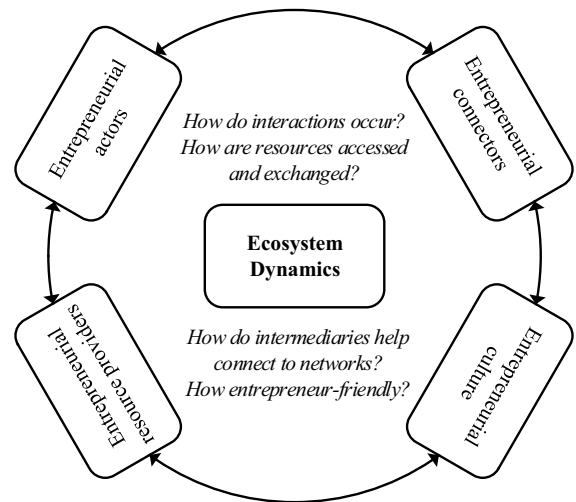 Entrepreneurial
actors
Entrepreneurial
connectors
How do interactions occur?
How are resources accessed
and exchanged?
Ecosystem
Dynamics
How do intermediaries help
connect to networks?
How entrepreneur-friendly?
Entrepreneurial
resource providers
Entrepreneurial
culture